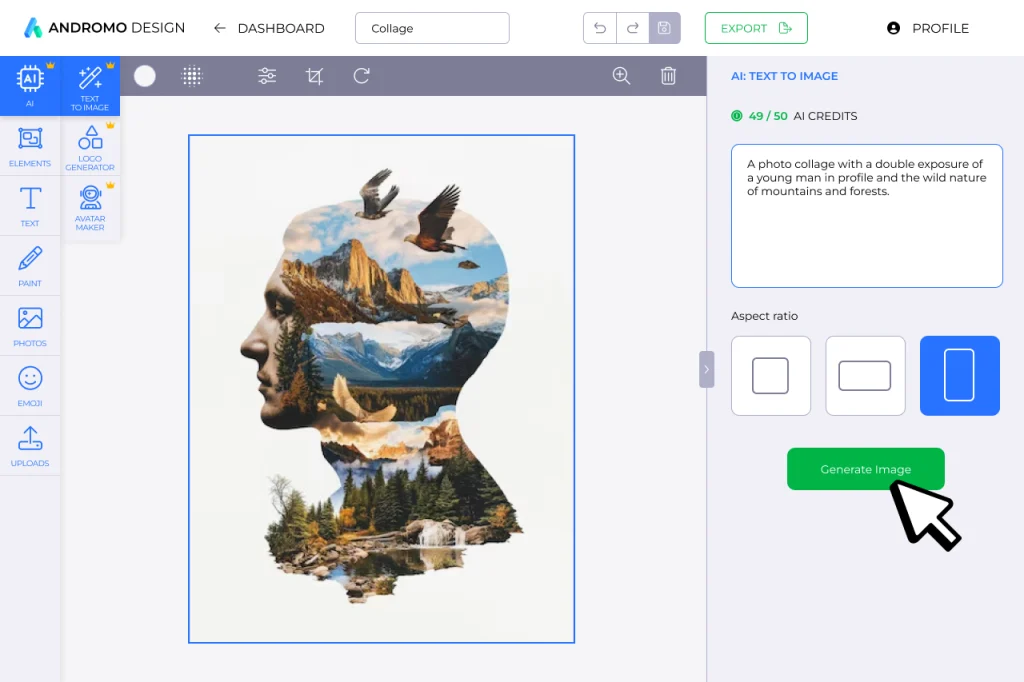 ANDROMO DESIGN
DASHBOARD
Collage
EXPORT
PROFILE
AI
AI
TEXT
TO IMAGE
ELEMENTS
LOGO
GENERATOR
TEXT
AVATAR
MAKER
PAINT
PHOTOS
EMOJI
UPLOADS
AI: TEXT TO IMAGE
49 / 50 AI CREDITS
A photo collage with a double exposure of
a young man in profile and the wild nature
of mountains and forests.
Aspect ratio
Generate Image